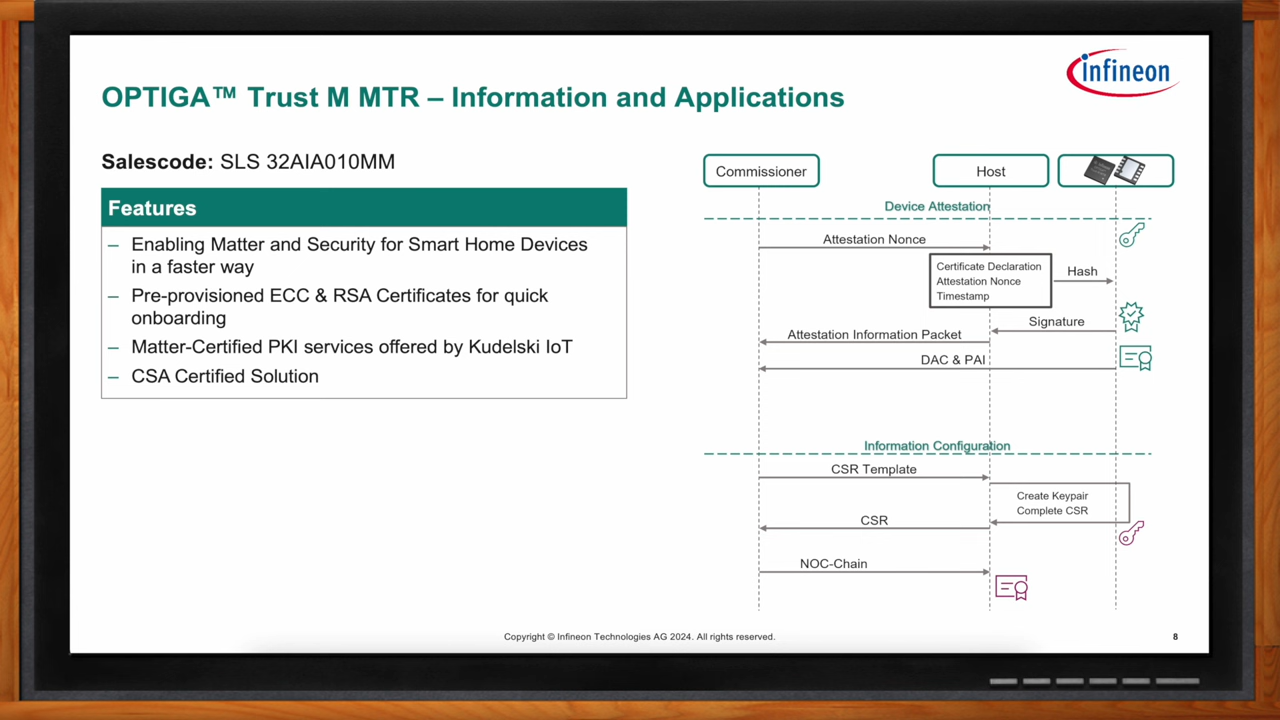 infineon
OPTIGA™ Trust M MTR – Information and Applications
Salescode: SLS 32AIA010MM
Features
– Enabling Matter and Security for Smart Home Devices
in a faster way
– Pre-provisioned ECC & RSA Certificates for quick
onboarding
– Matter-Certified PKI services offered by Kudelski IoT
– CSA Certified Solution
Commissioner
Host
Device Attestation
Attestation Nonce
Certificate Declaration
Attestation Nonce
Timestamp
Hash
Signature
Attestation Information Packet
DAC & PAI
Information Configuration
CSR Template
Create Keypair
Complete CSR
CSR
NOC-Chain
Copyright © Infineon Technologies AG 2024. All rights reserved.
8